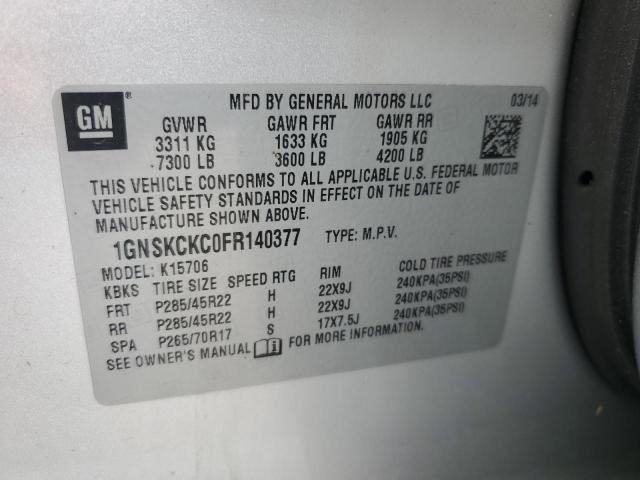 GM ®
MFD BY GENERAL MOTORS LLC 03/14
GVWR GAWR FRT GAWR RR
3311 KG 1633 KG 1905 KG
7300 LB 3600 LB 4200 LB
THIS VEHICLE CONFORMS TO ALL APPLICABLE U.S. FEDERAL MOTOR
VEHICLE SAFETY STANDARDS IN EFFECT ON THE DATE OF
MANUFACTURE SHOWN ABOVE.
1GNSKCKC0FR140377 TYPE: M.P.V.
MODEL: K15706
KBKS TIRE SIZE SPEED RTG RIM COLD TIRE PRESSURE
FRT P285/45R22 H 22X9J 240KPA(35PSI)
RR P285/45R22 H 22X9J 240KPA(35PSI)
SPA P265/70R17 S 17X7.5J 240KPA(35PSI)
SEE OWNER'S MANUAL i FOR MORE INFORMATION.